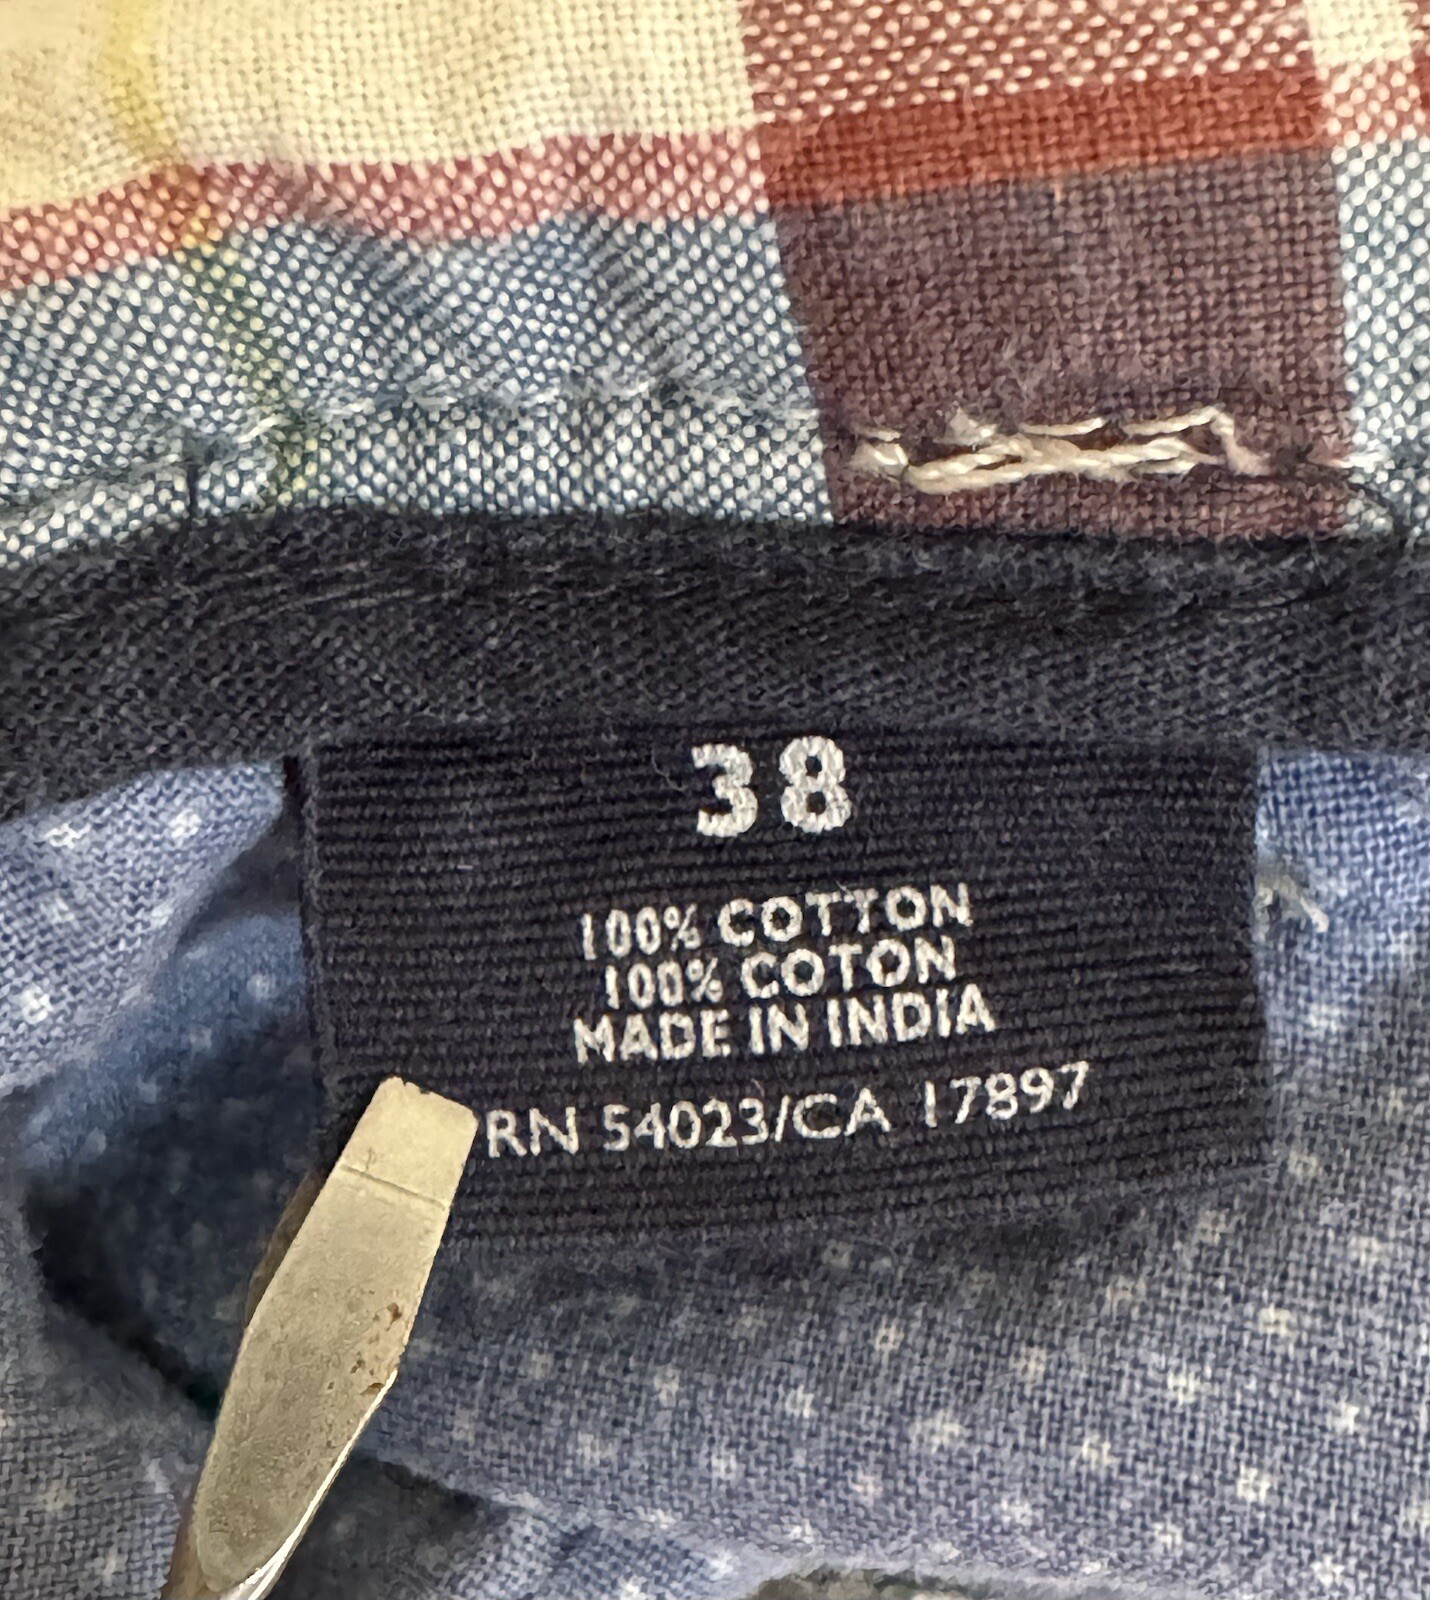 38
100% COTTON
100% COTON
MADE IN INDIA
RN 54023/CA 17897